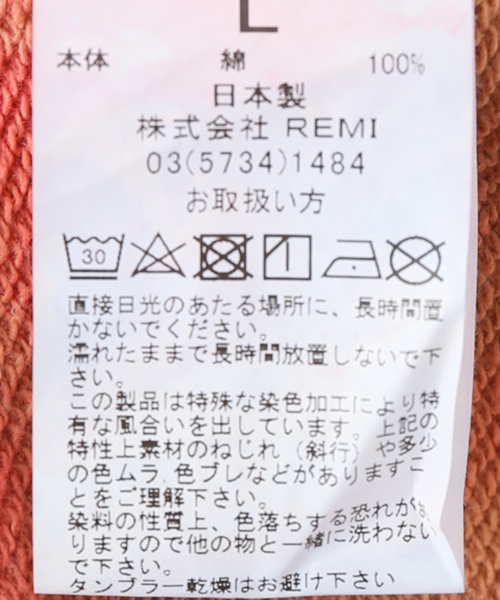 L
本体 綿 100%
日本製
株式会社 REMI
03(5734)1484
お取扱い方
30
直接日光のあたる場所に、長時間置
かないでください。
濡れたままで長時間放置しないで下
さい。
この製品は特殊な染色加工により特
有な風合いを出しています。上記の
特性上素材のねじれ（斜行）や多少
の色ムラ,色ブレなどがありますこ
とをご理解下さい。
染料の性質上、色落ちする恐れがあ
りますので他の物と一緒に洗わない
で下さい。
タンブラー乾燥はお避け下さい